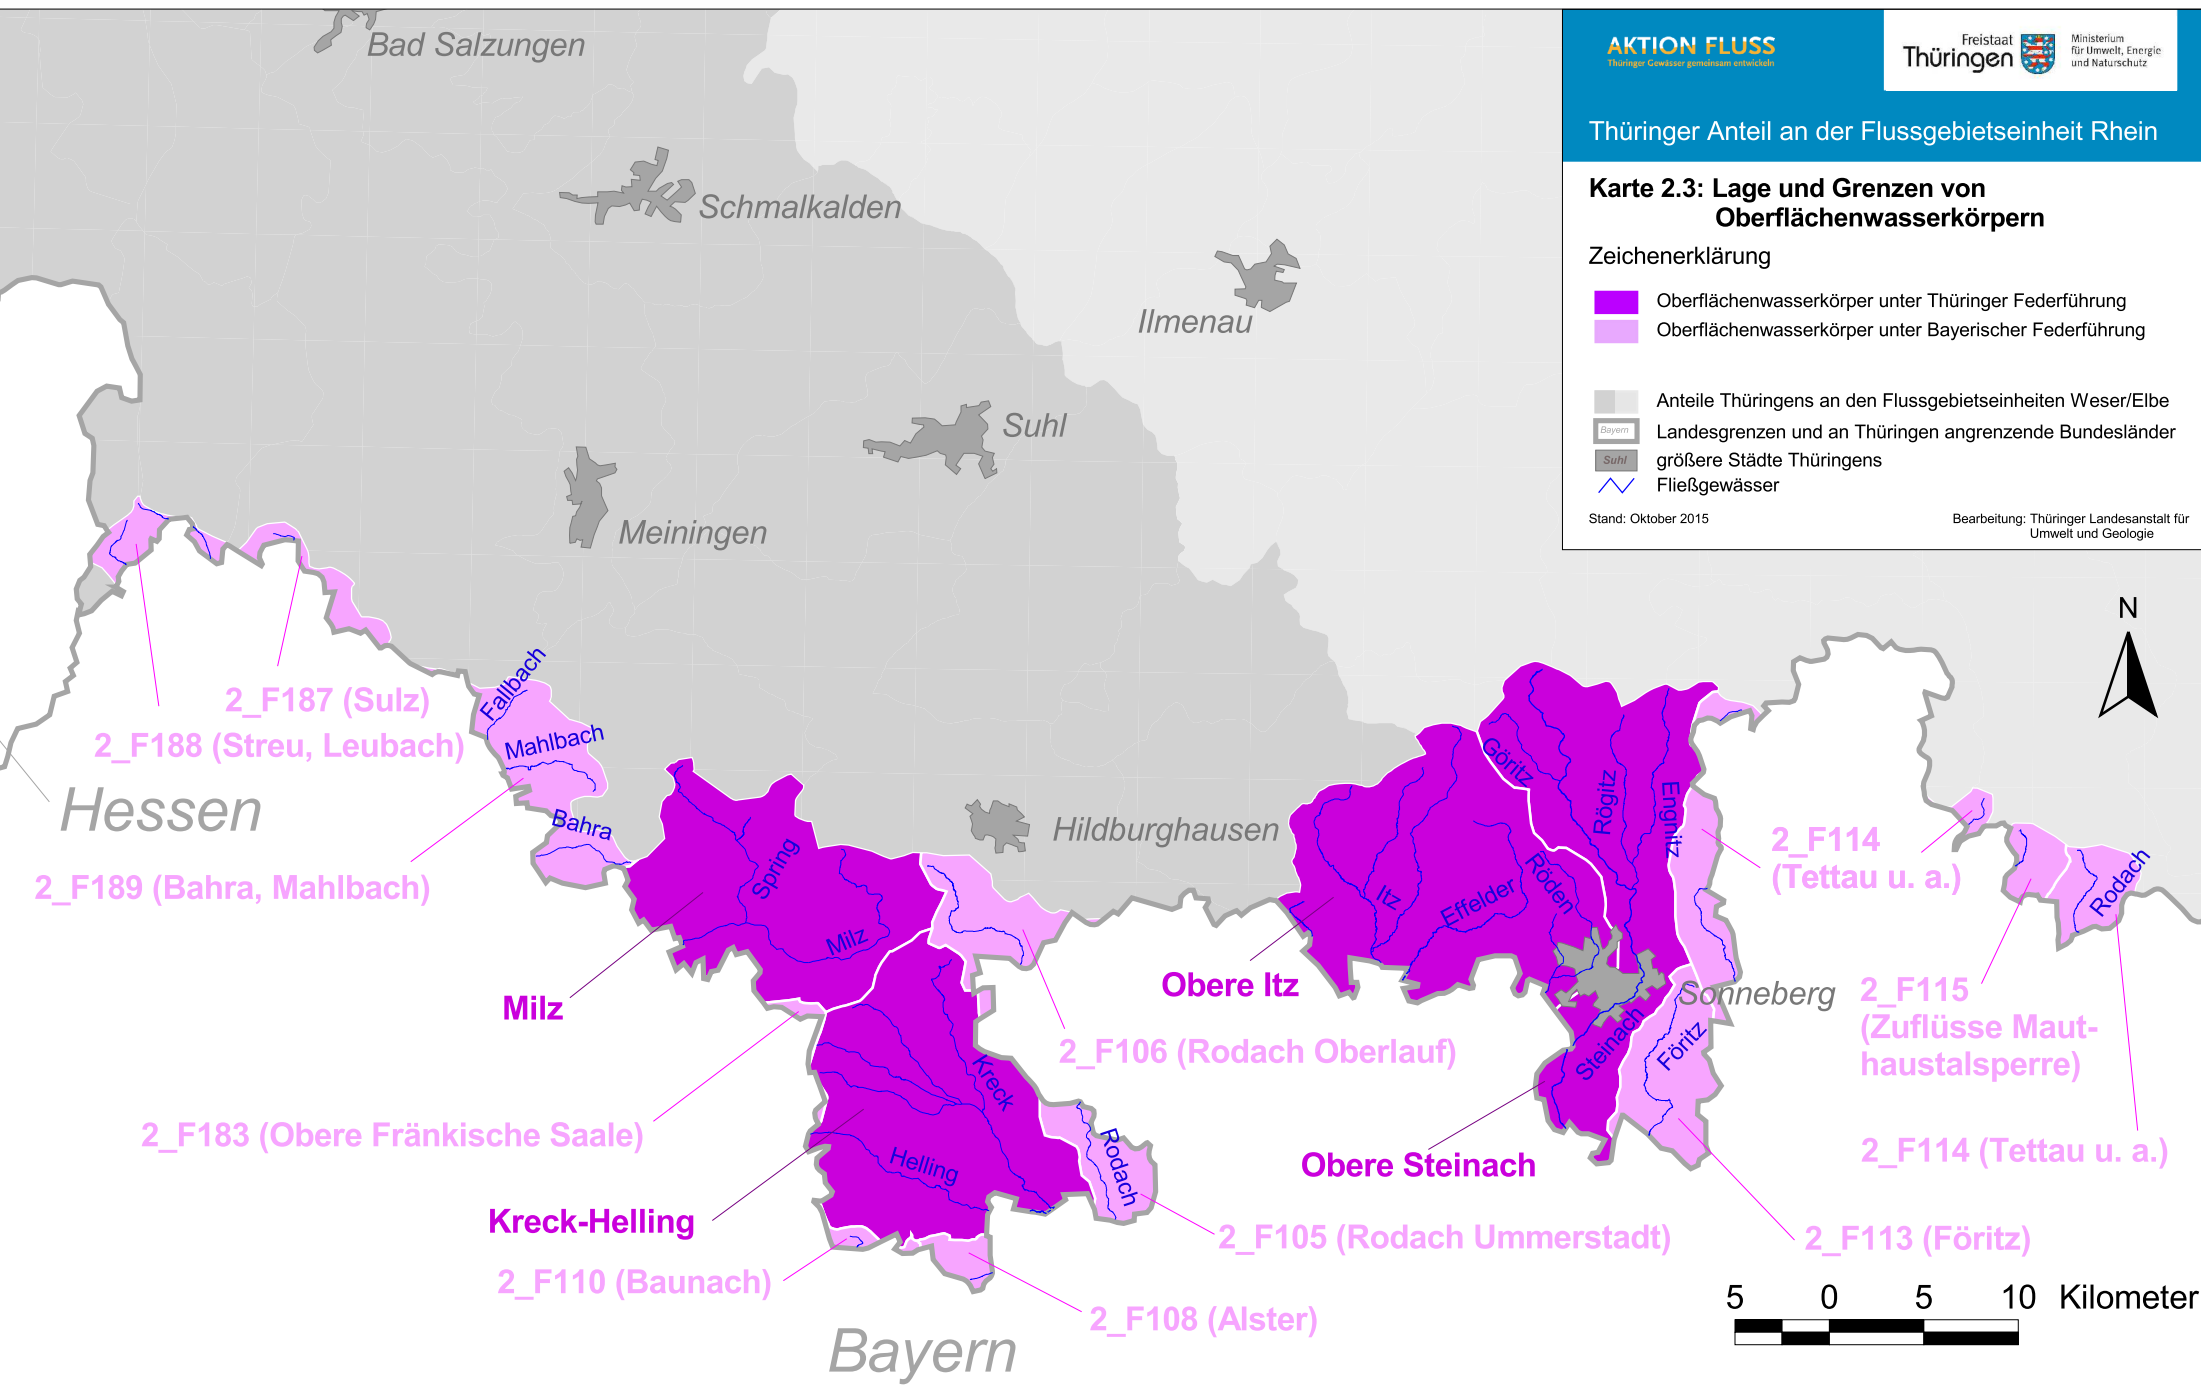 AKTION FLUSS
Thüringer Gewässer gemeinsam entwickeln
Freistaat
Thüringen
Ministerium
für Umwelt, Energie
und Naturschutz
Thüringer Anteil an der Flussgebietseinheit Rhein
Karte 2.3: Lage und Grenzen von
Oberflächenwasserkörpern
Zeichenerklärung
Oberflächenwasserkörper unter Thüringer Federführung
Oberflächenwasserkörper unter Bayerischer Federführung
Anteile Thüringens an den Flussgebietseinheiten Weser/Elbe
Bayern
Landesgrenzen und an Thüringen angrenzende Bundesländer
Suhl
größere Städte Thüringens
Fließgewässer
Stand: Oktober 2015
Bearbeitung: Thüringer Landesanstalt für
Umwelt und Geologie
Bad Salzungen
Schmalkalden
Ilmenau
Suhl
Meiningen
N
Fallbach
2_F187 (Sulz)
2_F188 (Streu, Leubach)
Mahlbach
Hessen
Bahra
2_F189 (Bahra, Mahlbach)
Hildburghausen
Spring
Milz
Milz
Göritz
Rögitz
Engnitz
Itz
Effelder
Röden
2_F114
(Tettau u. a.)
Rodach
Obere Itz
Sonneberg
2_F115
(Zuflüsse Maut-
haustalsperre)
2_F106 (Rodach Oberlauf)
Steinach
Föritz
Kreck
2_F183 (Obere Fränkische Saale)
Helling
Rodach
Obere Steinach
2_F114 (Tettau u. a.)
Kreck-Helling
2_F105 (Rodach Ummerstadt)
2_F113 (Föritz)
2_F110 (Baunach)
2_F108 (Alster)
Bayern
5 0 5 10 Kilometer